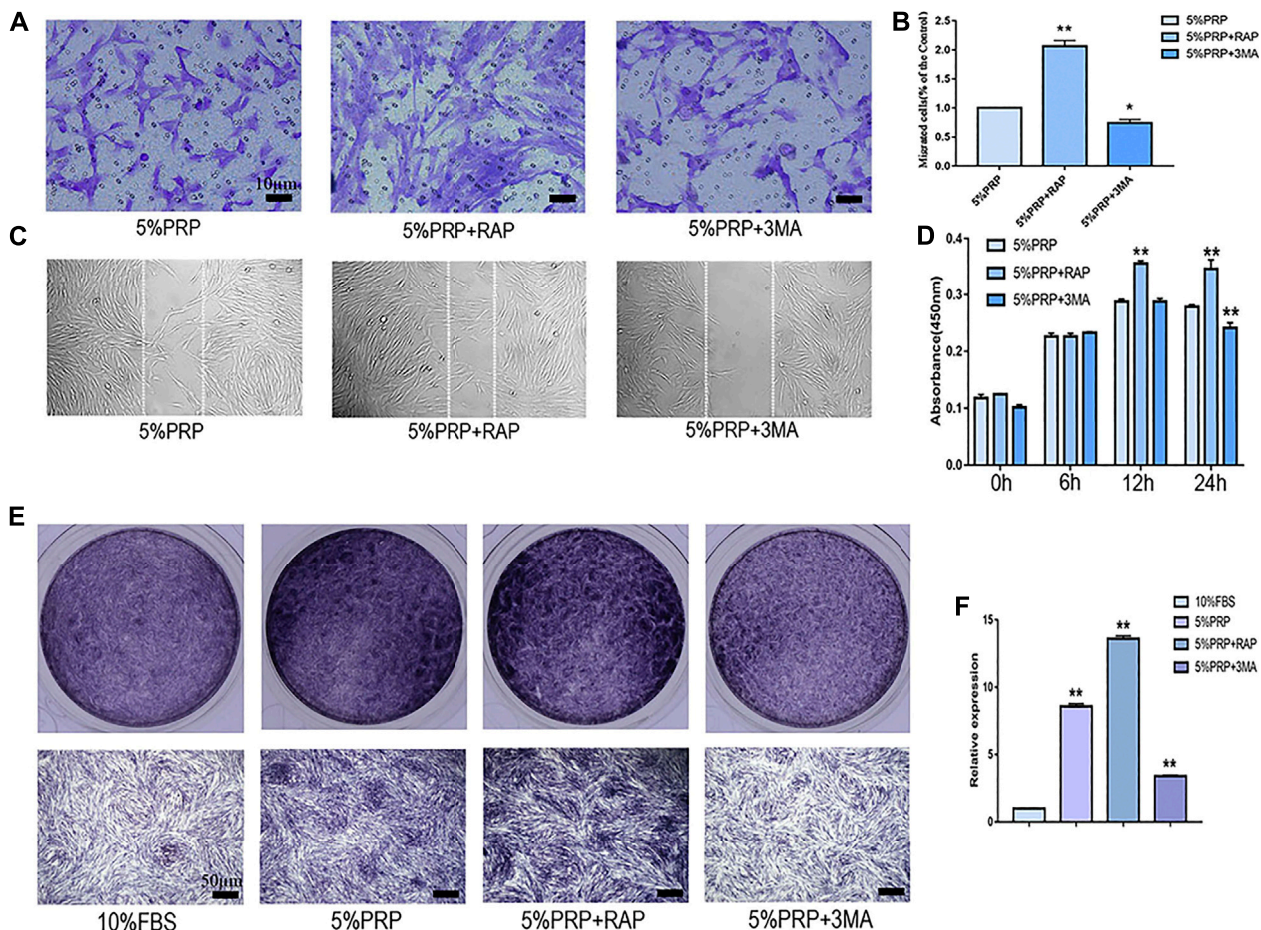 A
10μm
5%PRP
5%PRP+RAP
5%PRP+3MA
B
Migrated cells(% of the Control)
2.5
2.0
1.5
1.0
0.5
0.0
**
*
5%PRP
5%PRP+RAP
5%PRP+3MA
5%PRP
5%PRP+RAP
5%PRP+3MA
C
5%PRP
5%PRP+RAP
5%PRP+3MA
D
Absorbance(450nm)
0.4
0.3
0.2
0.1
0.0
5%PRP
5%PRP+RAP
5%PRP+3MA
**
**
**
0h
6h
12h
24h
E
50μm
10%FBS
5%PRP
5%PRP+RAP
5%PRP+3MA
F
Relative expression
15
10
5
0
**
**
**
10%FBS
5%PRP
5%PRP+RAP
5%PRP+3MA